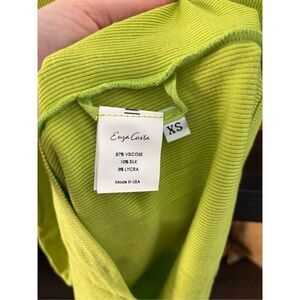 Enza Costa
87% VISCOSE
10% SILK
3% LYCRA
Made in USA
XS